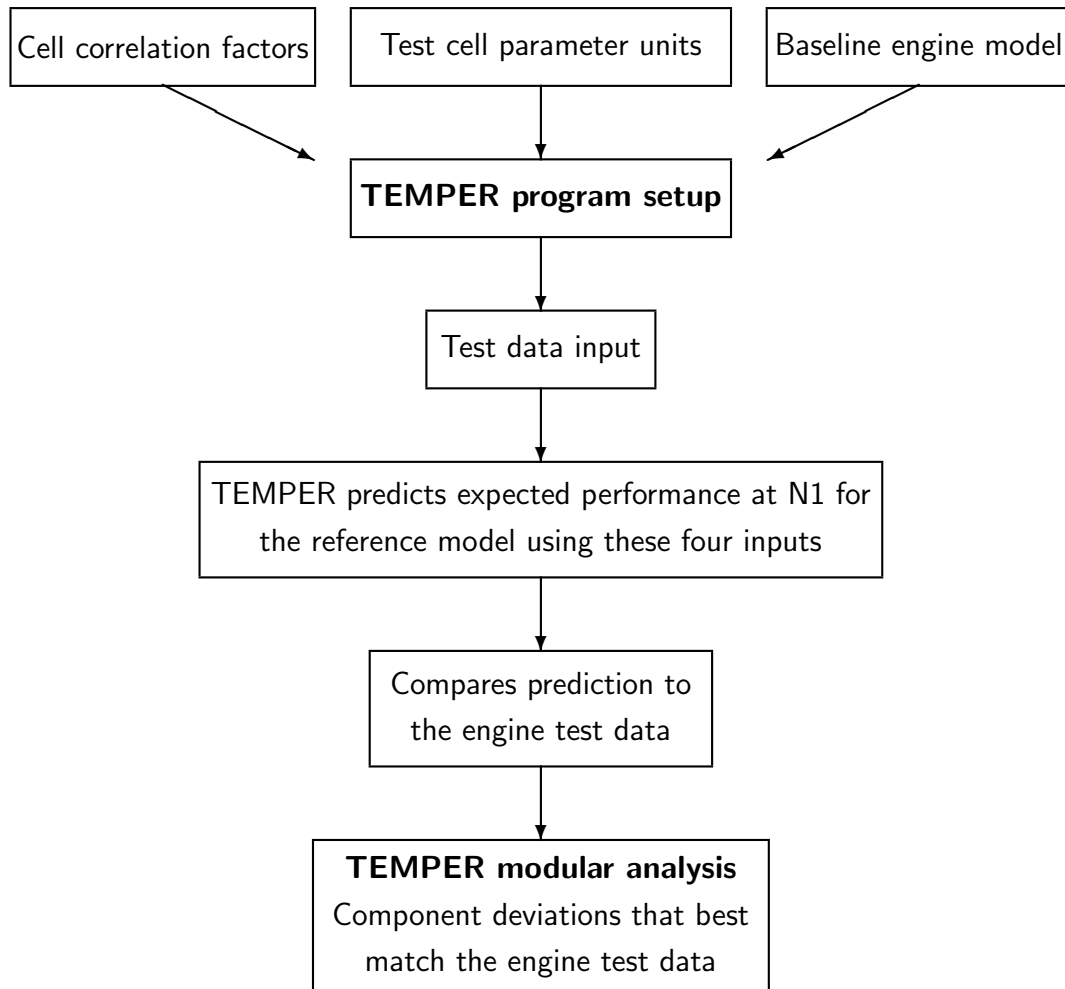 Cell correlation factors
Test cell parameter units
Baseline engine model
TEMPER program setup
Test data input
TEMPER predicts expected performance at N1 for
the reference model using these four inputs
Compares prediction to
the engine test data
TEMPER modular analysis
Component deviations that best
match the engine test data